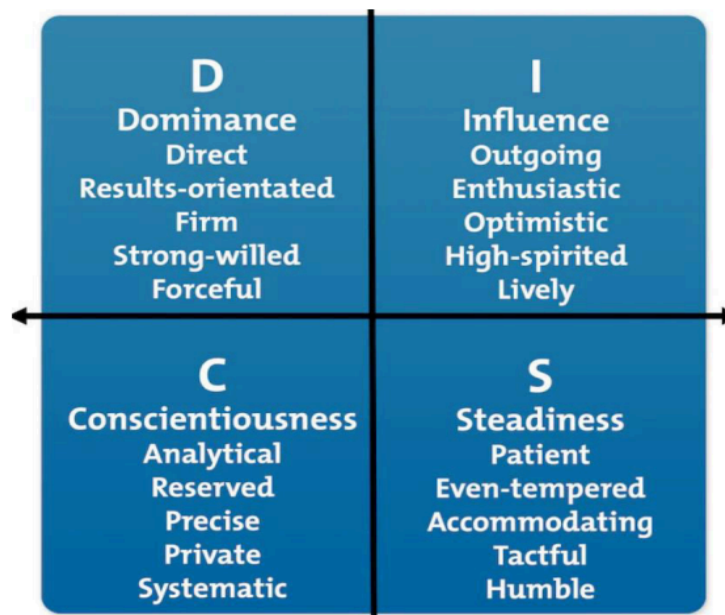 D
Dominance
Direct
Results-orientated
Firm
Strong-willed
Forceful
I
Influence
Outgoing
Enthusiastic
Optimistic
High-spirited
Lively
C
Conscientiousness
Analytical
Reserved
Precise
Private
Systematic
S
Steadiness
Patient
Even-tempered
Accommodating
Tactful
Humble